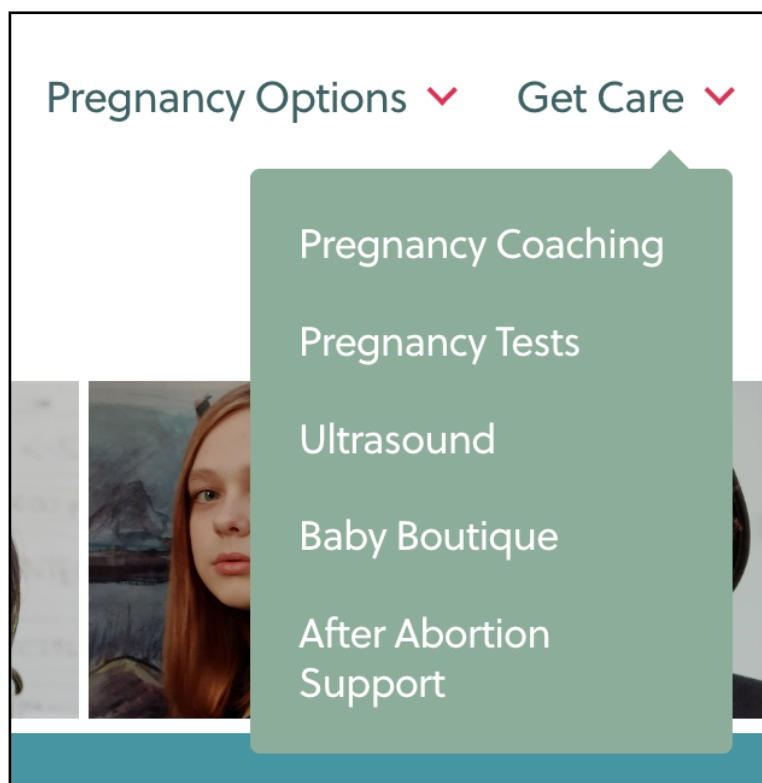 Pregnancy Options
Get Care
Pregnancy Coaching
Pregnancy Tests
Ultrasound
Baby Boutique
After Abortion
Support